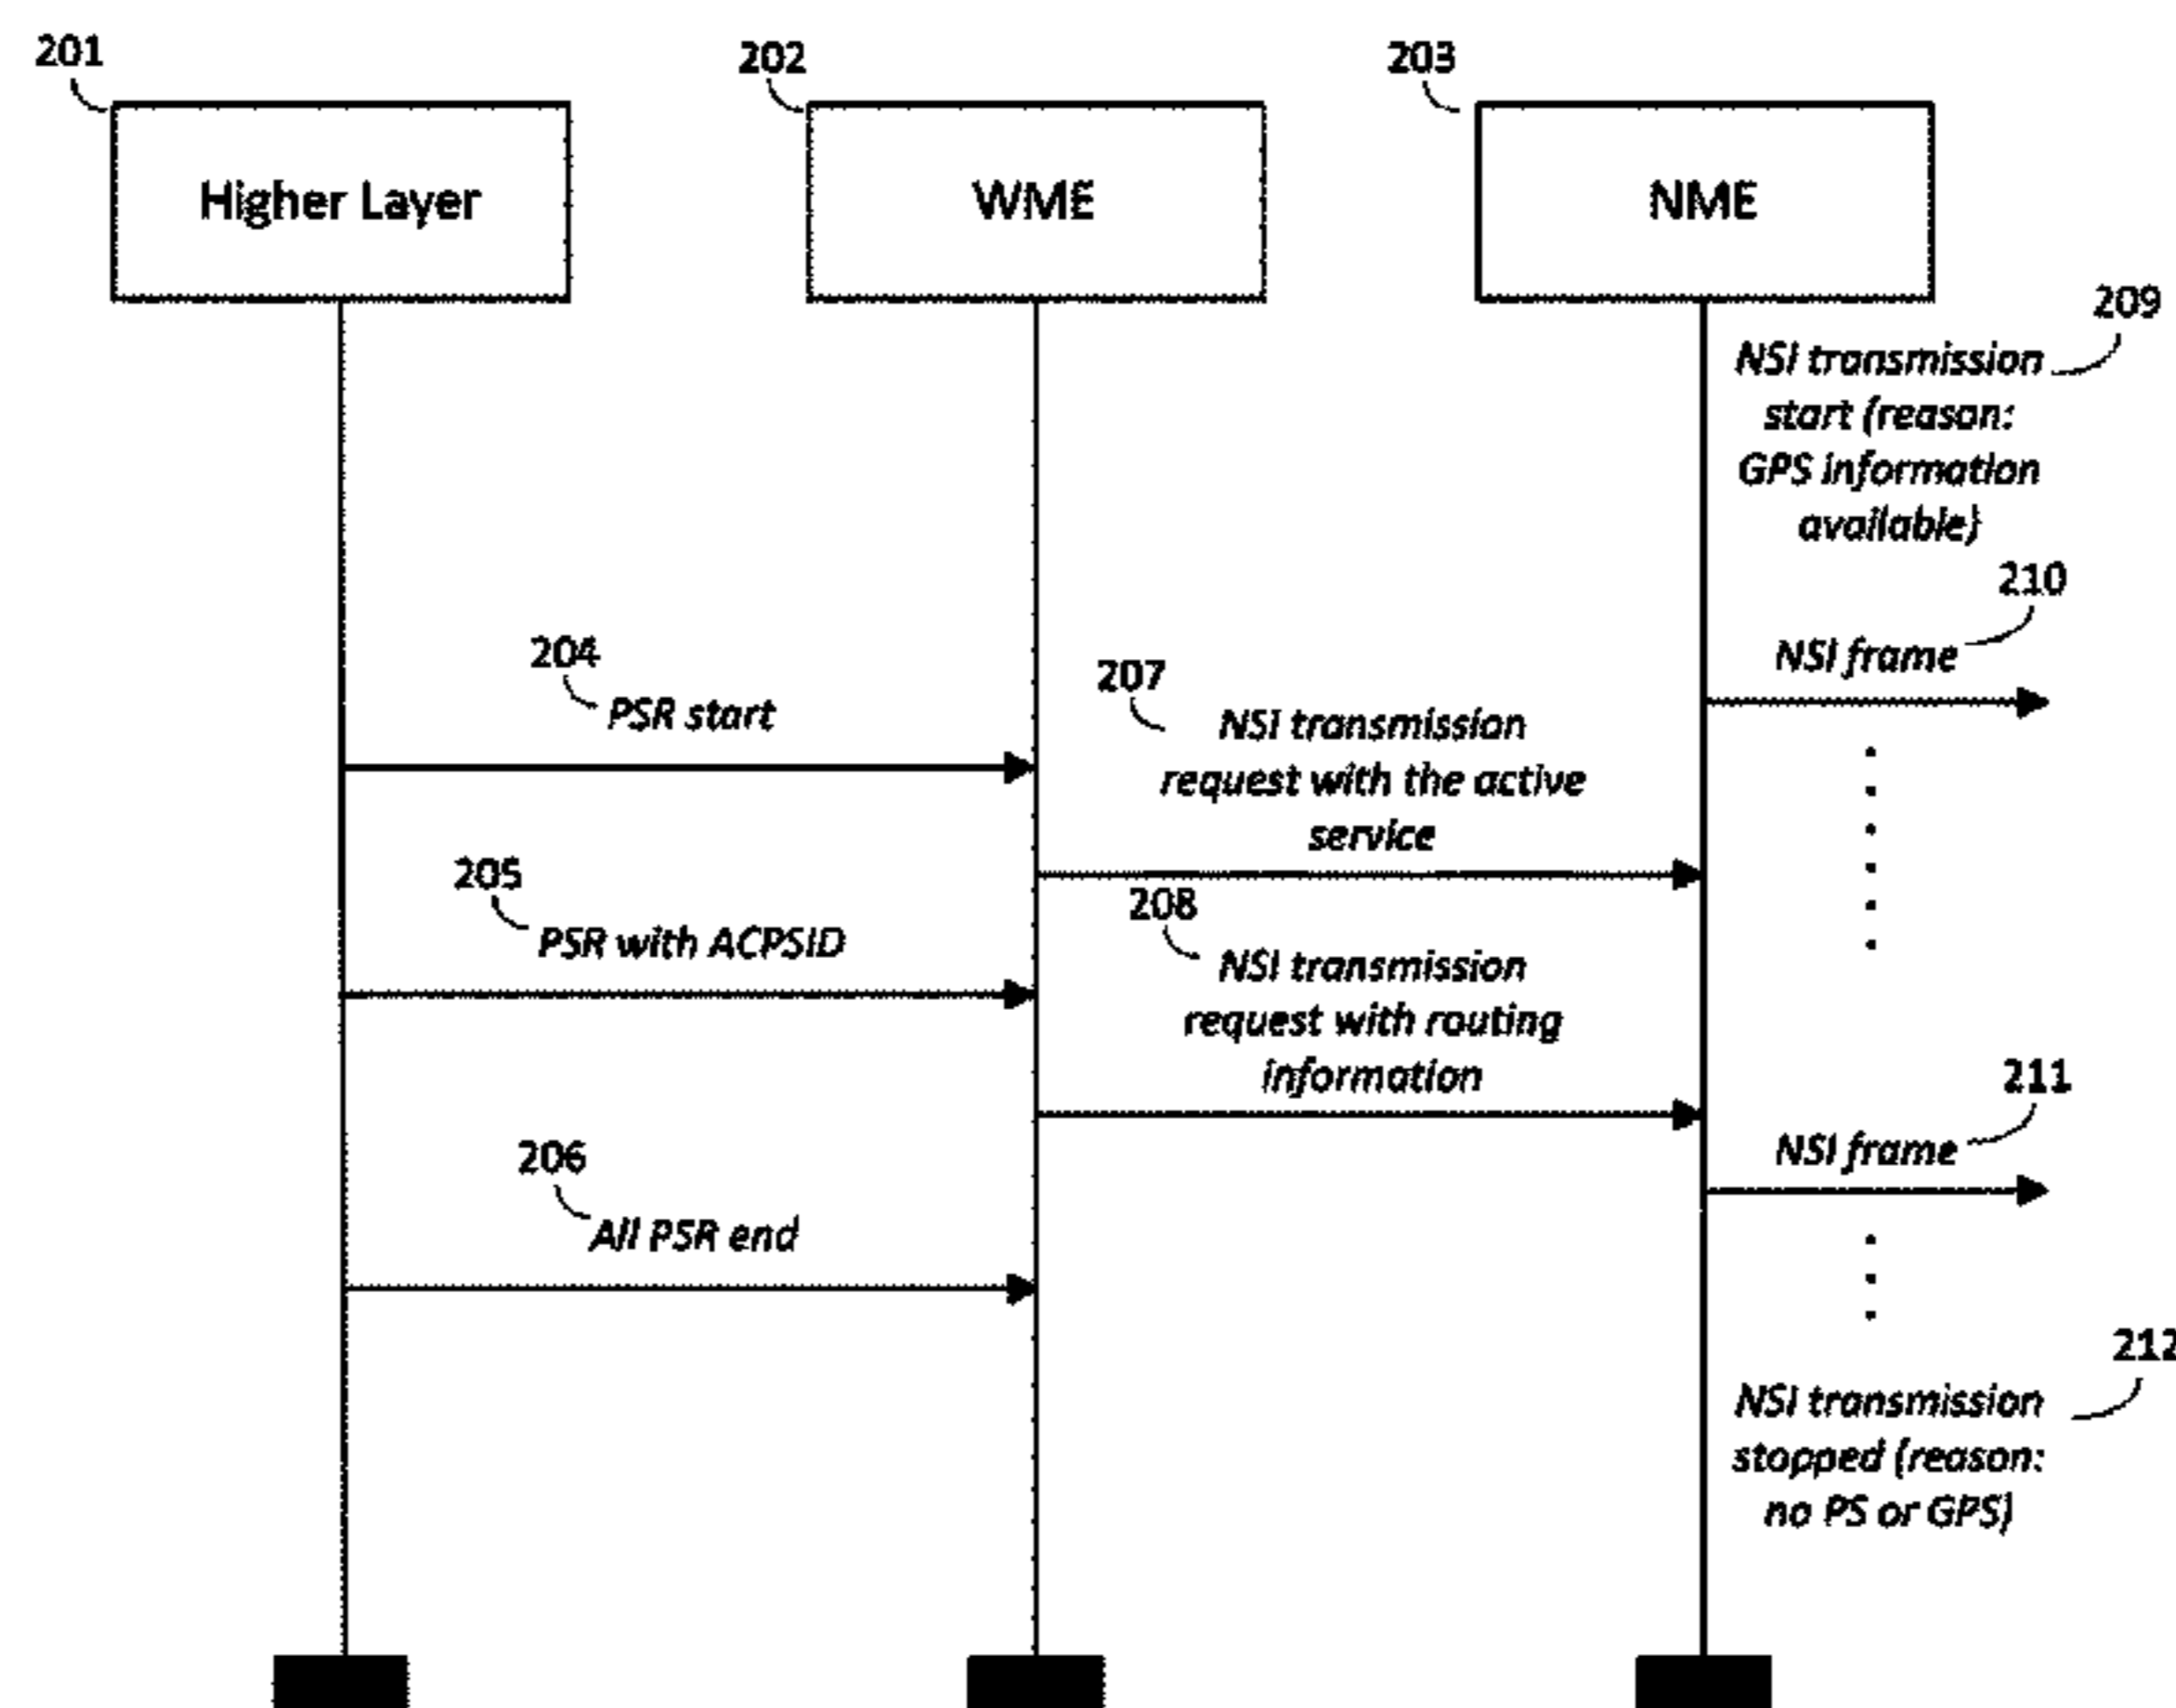 201
202
203
Higher Layer
WME
NME
209
NSI transmission
start (reason:
GPS information
available)
210
NSI frame
204
PSR start
207
NSI transmission
request with the active
service
205
PSR with ACPSID
208
NSI transmission
request with routing
information
211
NSI frame
206
All PSR end
212
NSI transmission
stopped (reason:
no PS or GPS)